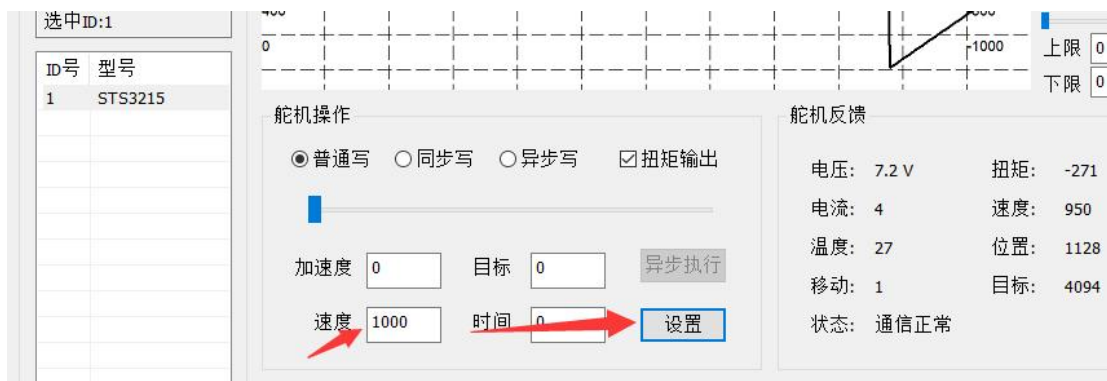 选中ID:1
ID号 型号
1 STS3215
0
-1000
上限 0
下限 0
舵机操作
普通写 同步写 异步写 扭矩输出
加速度 0 目标 0 异步执行
速度 1000 时间 0 设置
舵机反馈
电压: 7.2 V 扭矩: -271
电流: 4 速度: 950
温度: 27 位置: 1128
移动: 1 目标: 4094
状态: 通信正常